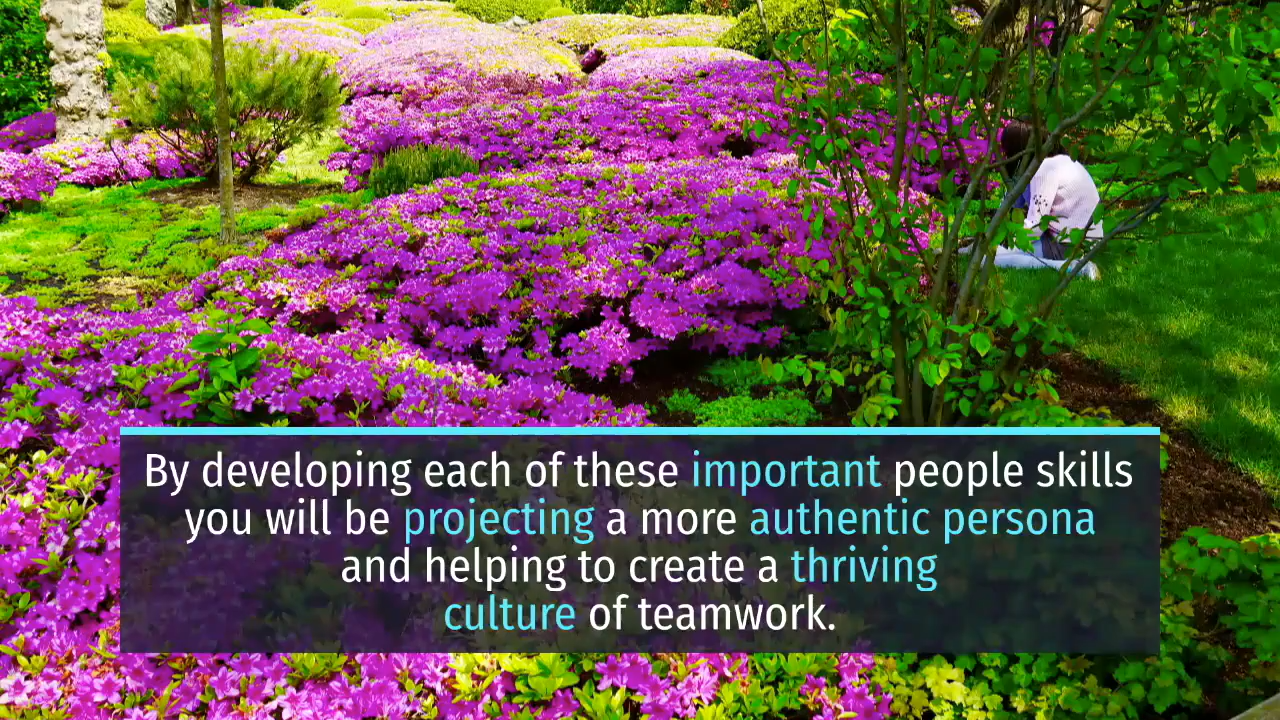 By developing each of these important people skills
you will be projecting a more authentic persona
and helping to create a thriving
culture of teamwork.